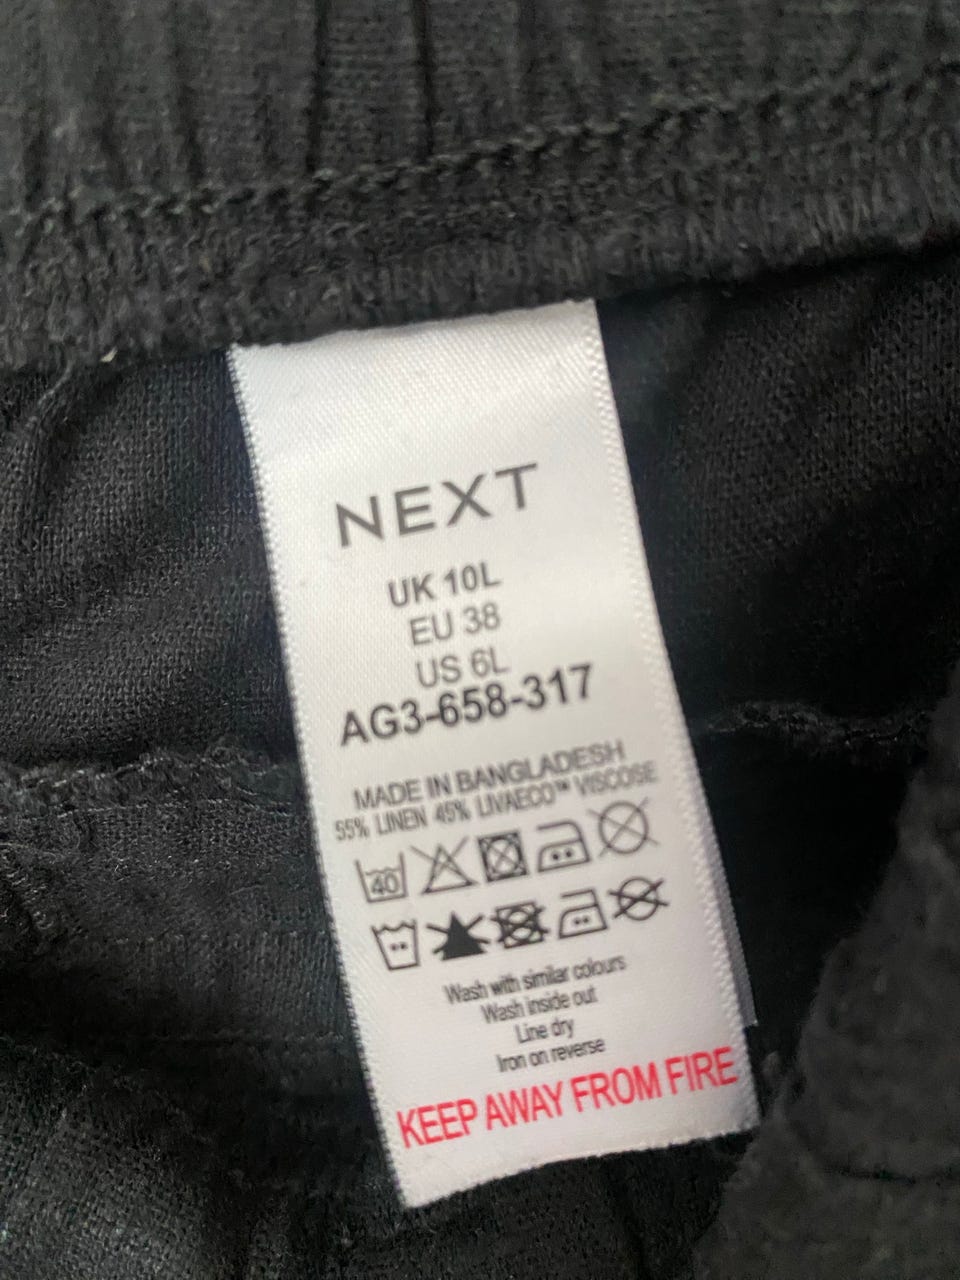 NEXT
UK 10L
EU 38
US 6L
AG3-658-317
MADE IN BANGLADESH
55% LINEN 45% LIVAECO™ VISCOSE
40
Wash with similar colours
Wash inside out
Line dry
Iron on reverse
KEEP AWAY FROM FIRE